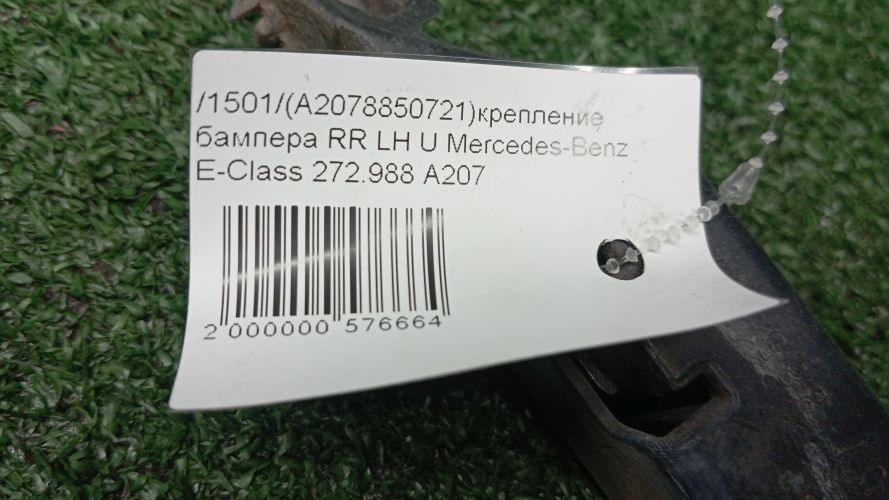 /1501/(A2078850721)крепление
бампера RR LH U Mercedes-Benz
E-Class 272.988 A207
2 000000 576664